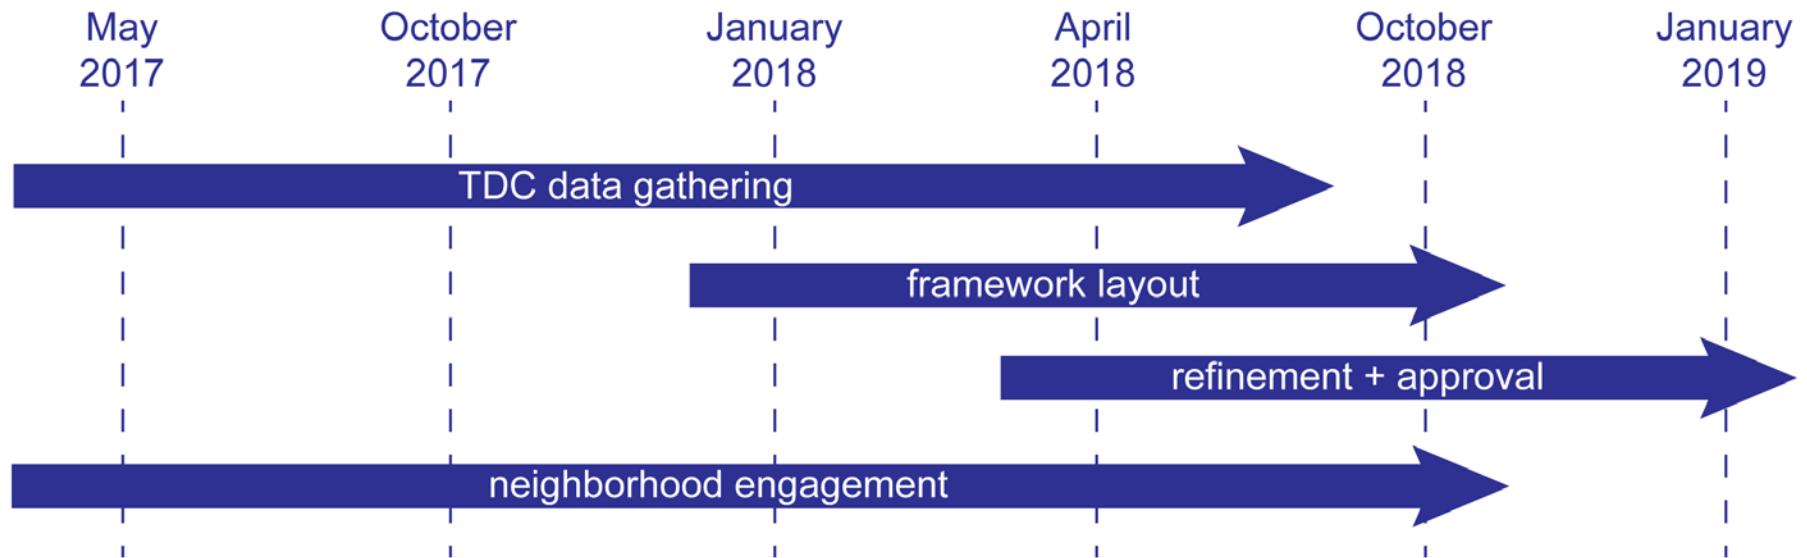 May
2017
October
2017
January
2018
April
2018
October
2018
January
2019
TDC data gathering
framework layout
refinement + approval
neighborhood engagement